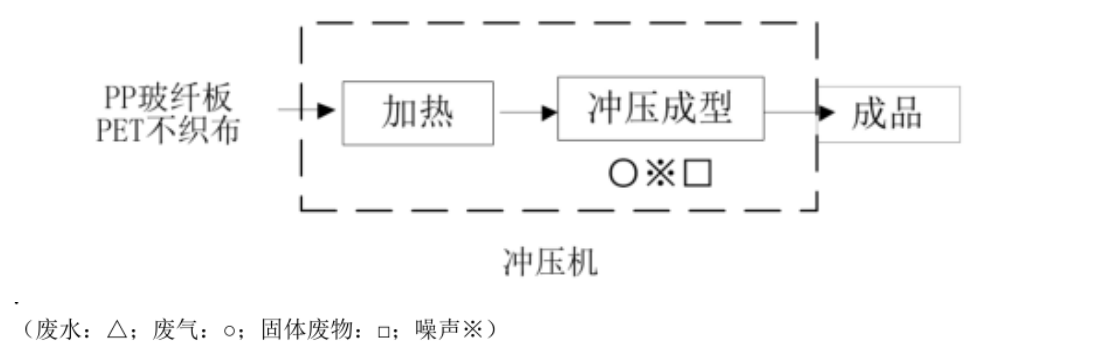 PP玻纤板
PET不织布
加热
冲压成型
成品
○※□
冲压机
（废水：△；废气：○；固体废物：□；噪声※）